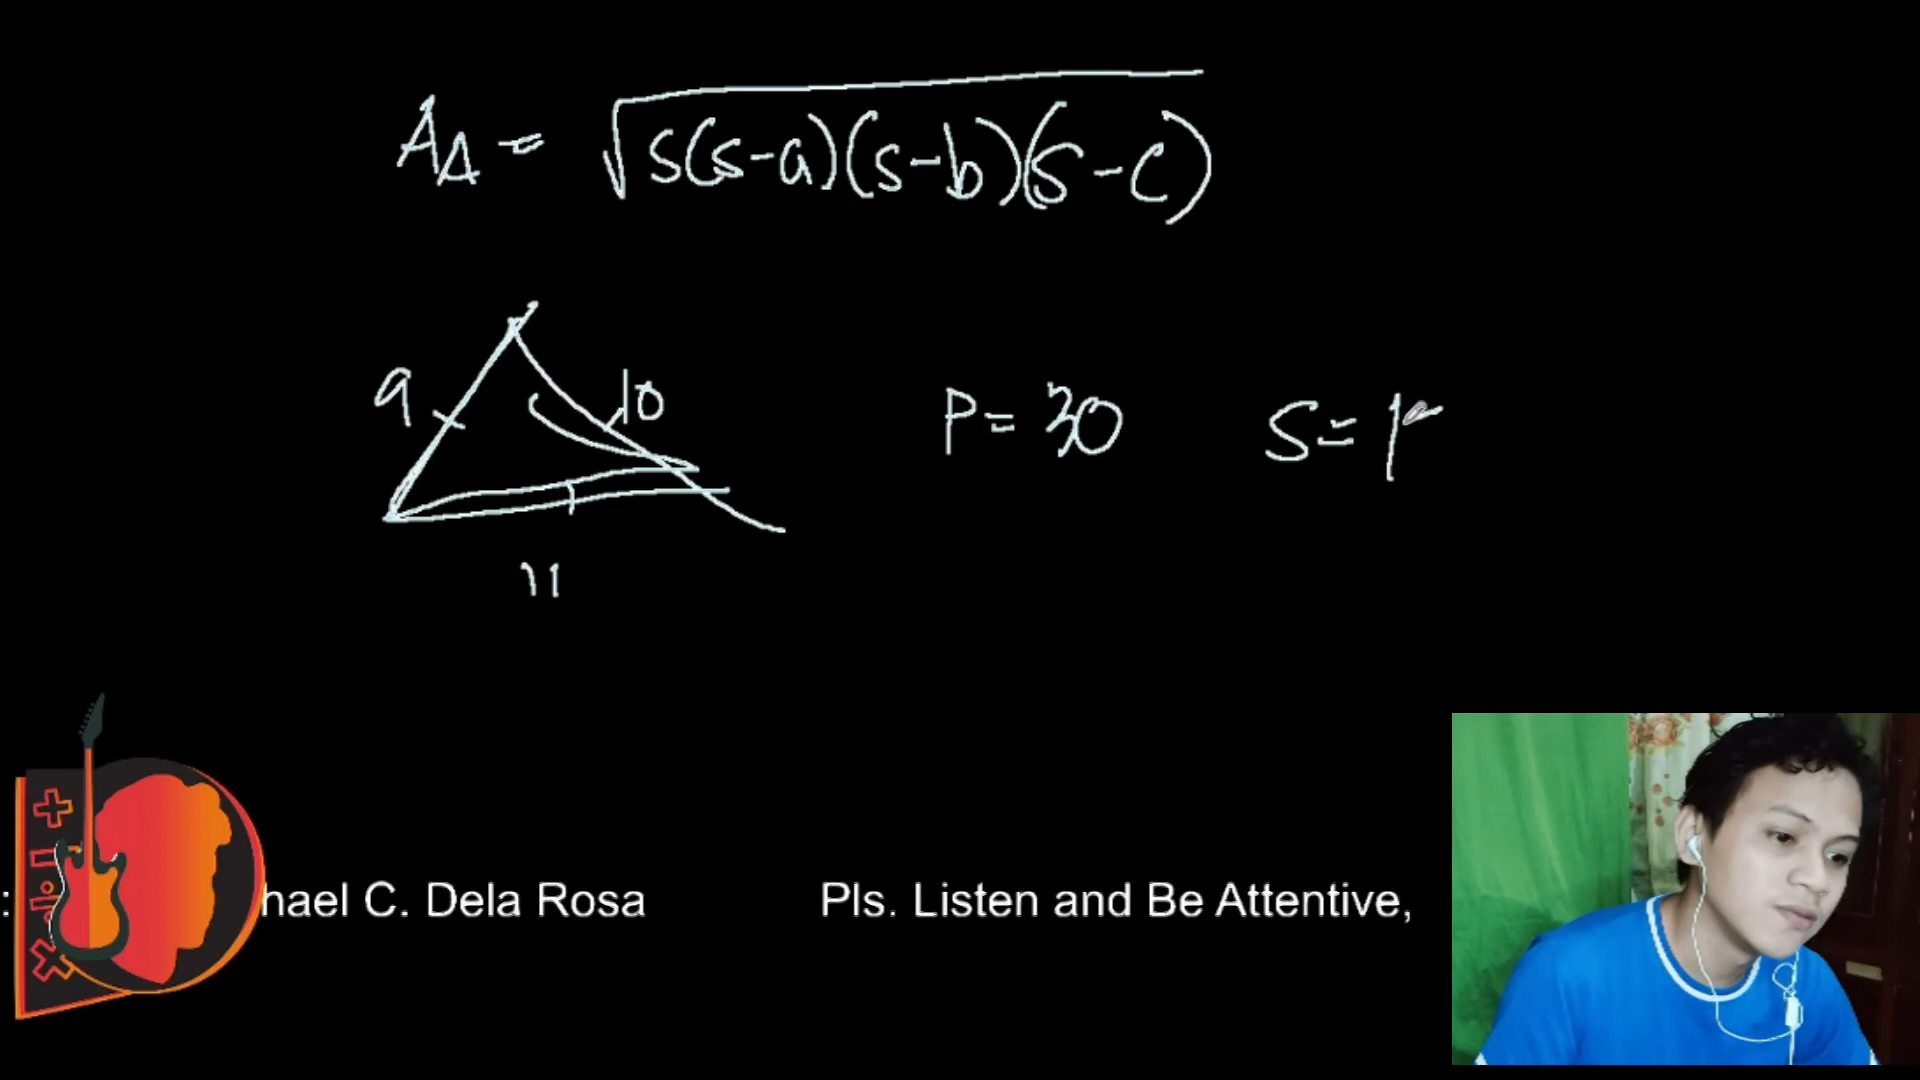 A△ = √s(s-a)(s-b)(s-c)
9
10
P = 30
S = 1
11
hael C. Dela Rosa
Pls. Listen and Be Attentive,